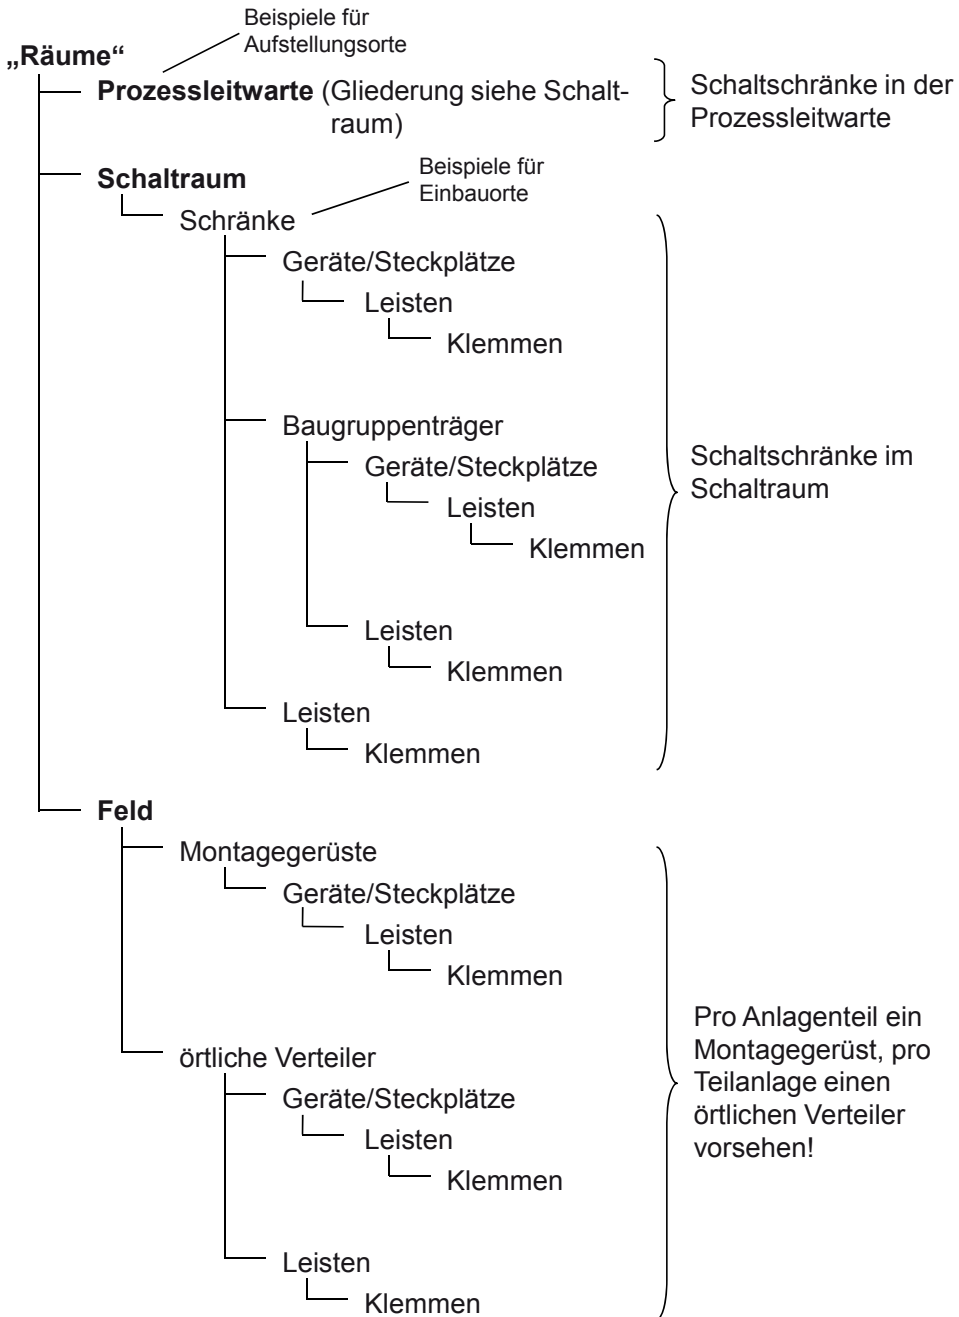 Beispiele für
Aufstellungsorte
„Räume“
Prozessleitwarte (Gliederung siehe Schalt-
raum)
Schaltschränke in der
Prozessleitwarte
Schaltraum
Beispiele für
Einbauorte
Schränke
Geräte/Steckplätze
Leisten
Klemmen
Baugruppenträger
Geräte/Steckplätze
Leisten
Klemmen
Leisten
Klemmen
Leisten
Klemmen
Schaltschränke im
Schaltraum
Feld
Montagegerüste
Geräte/Steckplätze
Leisten
Klemmen
örtliche Verteiler
Geräte/Steckplätze
Leisten
Klemmen
Leisten
Klemmen
Pro Anlagenteil ein
Montagegerüst, pro
Teilanlage einen
örtlichen Verteiler
vorsehen!